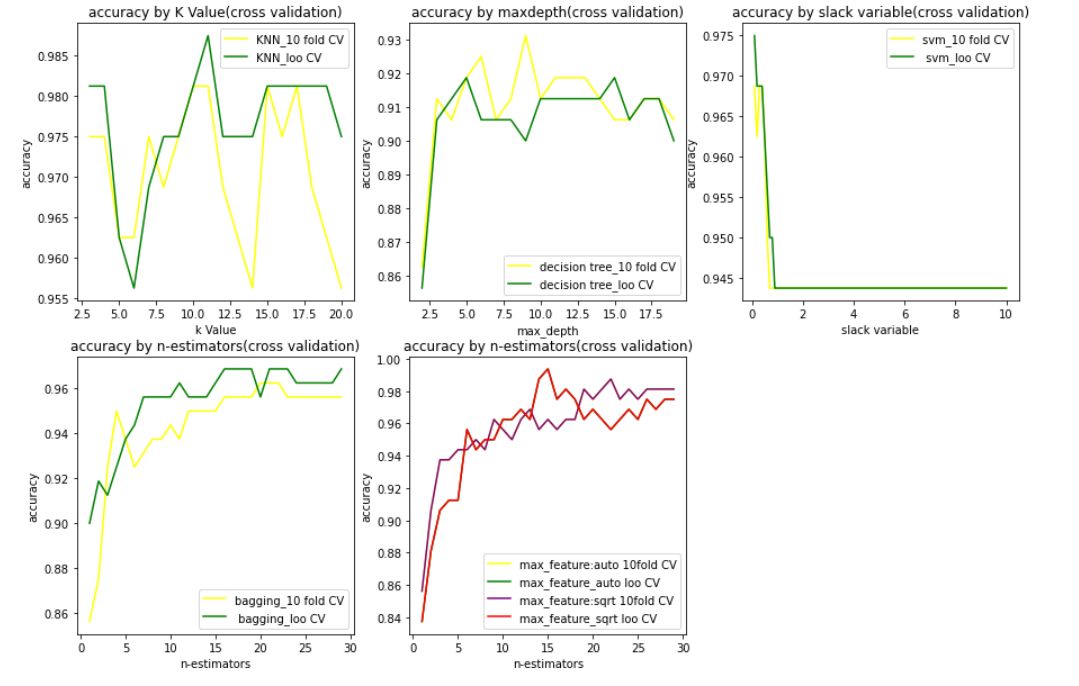 accuracy by K Value(cross validation)
KNN_10 fold CV
KNN_loo CV
0.985
0.980
0.975
0.970
0.965
0.960
0.955
accuracy
2.5 5.0 7.5 10.0 12.5 15.0 17.5 20.0
k Value
accuracy by maxdepth(cross validation)
0.93
0.92
0.91
0.90
0.89
0.88
0.87
0.86
accuracy
decision tree_10 fold CV
decision tree_loo CV
2.5 5.0 7.5 10.0 12.5 15.0 17.5
max_depth
accuracy by slack variable(cross validation)
svm_10 fold CV
svm_loo CV
0.975
0.970
0.965
0.960
0.955
0.950
0.945
accuracy
0 2 4 6 8 10
slack variable
accuracy by n-estimators(cross validation)
0.96
0.94
0.92
0.90
0.88
0.86
accuracy
bagging_10 fold CV
bagging_loo CV
0 5 10 15 20 25 30
n-estimators
accuracy by n-estimators(cross validation)
1.00
0.98
0.96
0.94
0.92
0.90
0.88
0.86
0.84
accuracy
max_feature:auto 10fold CV
max_feature_auto loo CV
max_feature:sqrt 10fold CV
max_feature_sqrt loo CV
0 5 10 15 20 25 30
n-estimators